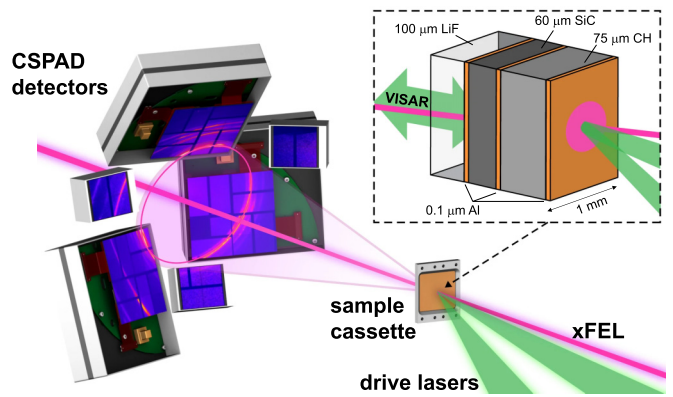 CSPAD
detectors
100 μm LiF
60 μm SiC
75 μm CH
VISAR
0.1 μm Al
1 mm
sample
cassette
xFEL
drive lasers